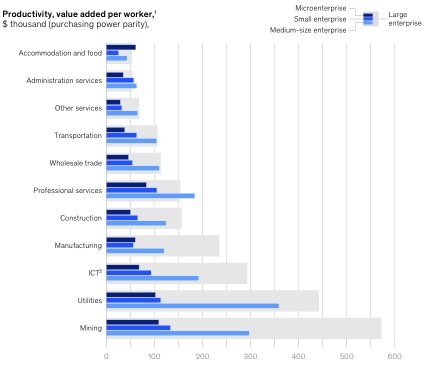 Productivity, value added per worker,¹
$ thousand (purchasing power parity),
Microenterprise
Small enterprise
Medium-size enterprise
Large
enterprise
Accommodation and food
Administration services
Other services
Transportation
Wholesale trade
Professional services
Construction
Manufacturing
ICT²
Utilities
Mining
0 100 200 300 400 500 600